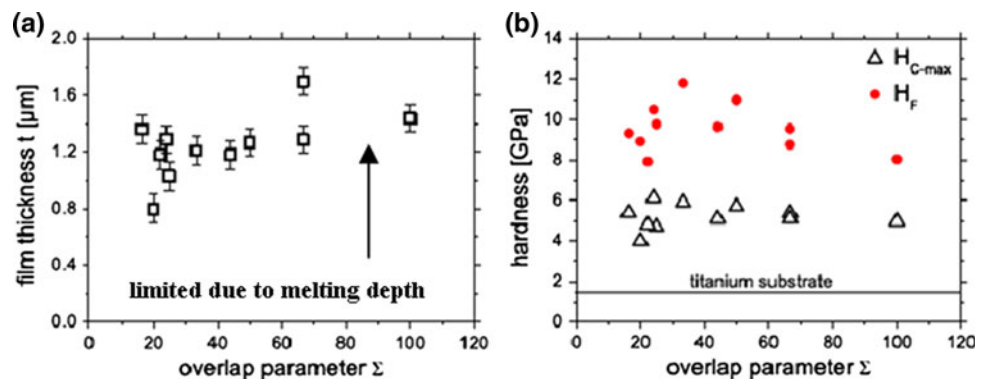 (a)
2.0
1.6
1.2
0.8
0.4
0.0
film thickness t [μm]
limited due to melting depth
0 20 40 60 80 100
overlap parameter Σ
(b)
14
12
10
8
6
4
2
0
hardness [GPa]
H_C-max
H_F
titanium substrate
0 20 40 60 80 100 120
overlap parameter Σ